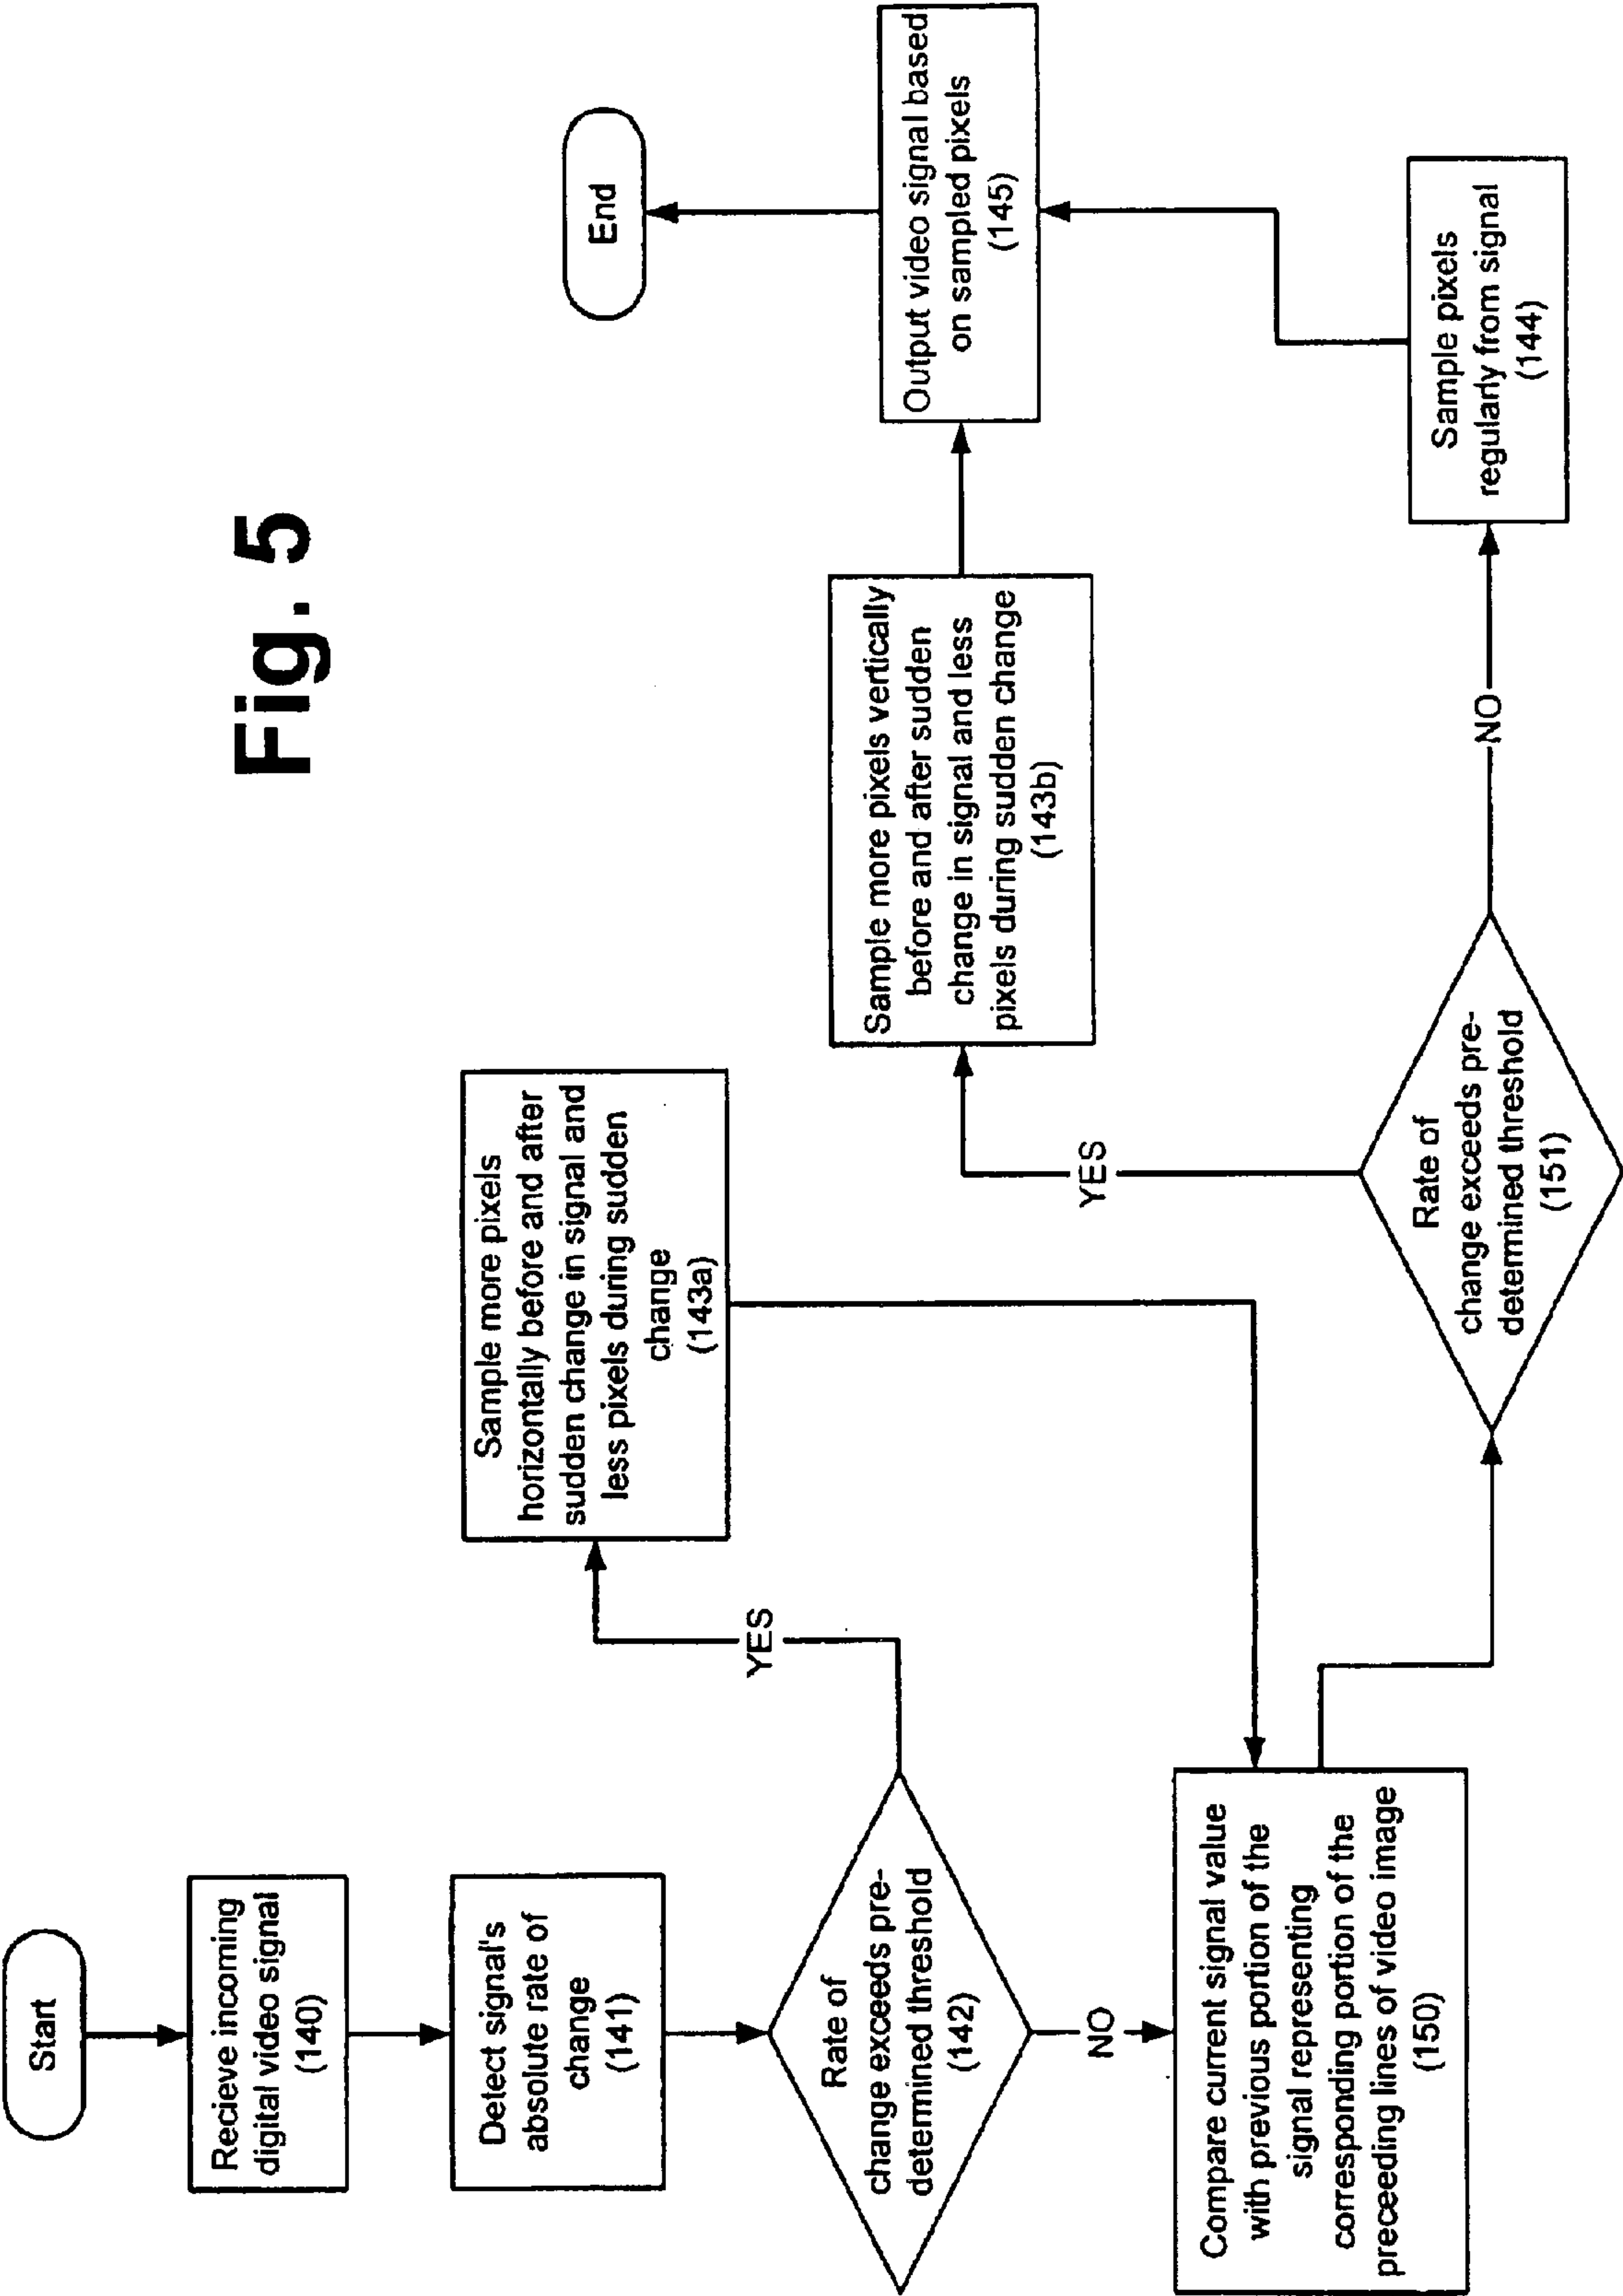 Fig. 5
Start
Recieve incoming
digital video signal
(140)
Detect signal's
absolute rate of
change
(141)
Rate of
change exceeds pre-
determined threshold
(142)
YES
NO
Sample more pixels
horizontally before and after
sudden change in signal and
less pixels during sudden
change
(143a)
Compare current signal value
with previous portion of the
signal representing
corresponding portion of the
preceeding lines of video image
(150)
Rate of
change exceeds pre-
determined threshold
(151)
YES
NO
Sample more pixels vertically
before and after sudden
change in signal and less
pixels during sudden change
(143b)
Sample pixels
regularly from signal
(144)
Output video signal based
on sampled pixels
(145)
End